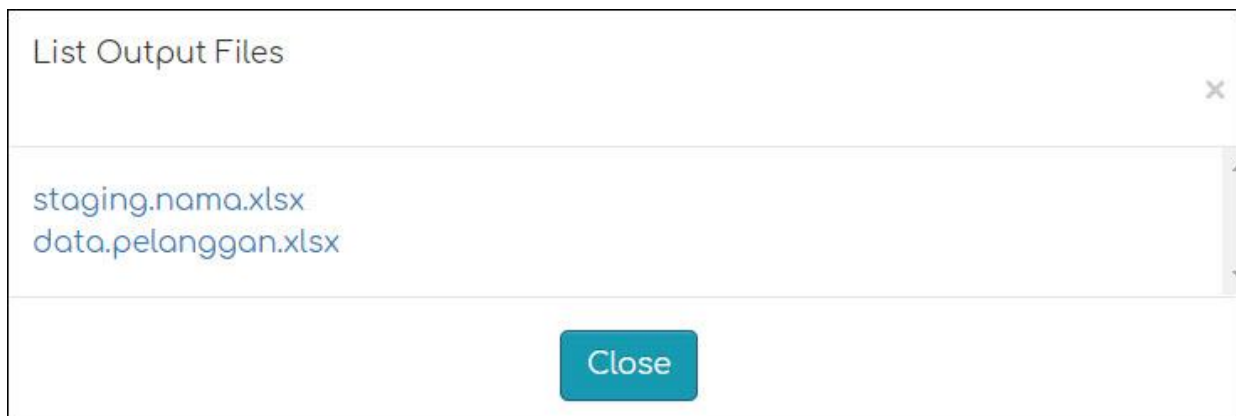 List Output Files
×
staging.nama.xlsx
data.pelanggan.xlsx
Close